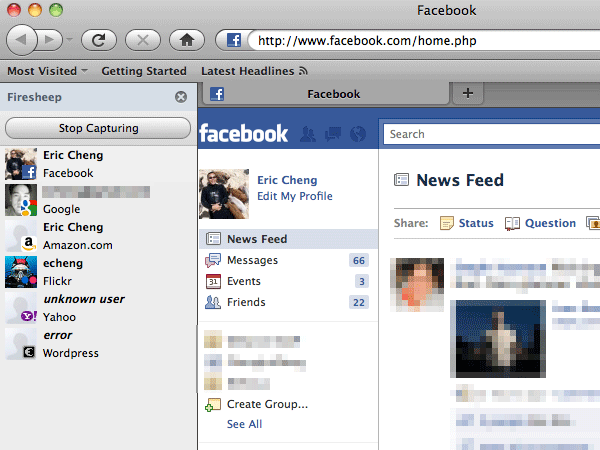 Facebook
http://www.facebook.com/home.php
Most Visited Getting Started Latest Headlines
Firesheep
Facebook
Stop Capturing
Eric Cheng
Facebook
Google
Eric Cheng
Amazon.com
echeng
Flickr
unknown user
Yahoo
error
Wordpress
facebook
Search
Eric Cheng
Edit My Profile
News Feed
Messages 66
Events 3
Friends 22
Create Group...
See All
News Feed
Share: Status Question